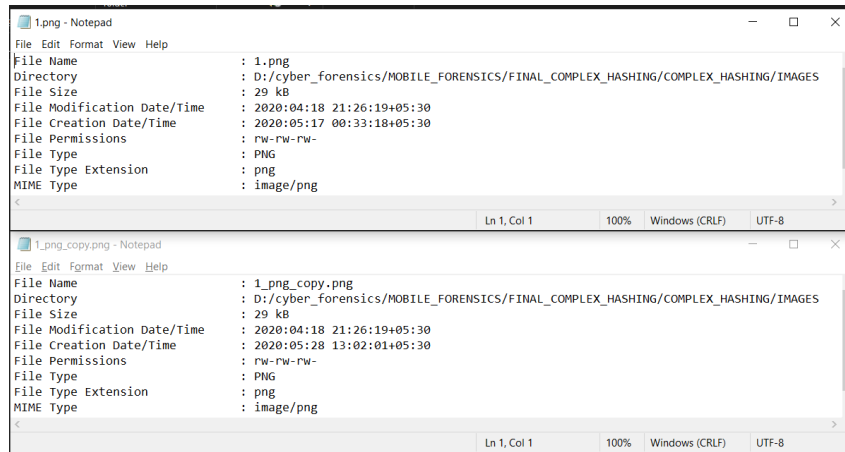 1.png - Notepad
File Edit Format View Help
File Name : 1.png
Directory : D:/cyber_forensics/MOBILE_FORENSICS/FINAL_COMPLEX_HASHING/COMPLEX_HASHING/IMAGES
File Size : 29 kB
File Modification Date/Time : 2020:04:18 21:26:19+05:30
File Creation Date/Time : 2020:05:17 00:33:18+05:30
File Permissions : rw-rw-rw-
File Type : PNG
File Type Extension : png
MIME Type : image/png
Ln 1, Col 1 100% Windows (CRLF) UTF-8
1_png_copy.png - Notepad
File Edit Format View Help
File Name : 1_png_copy.png
Directory : D:/cyber_forensics/MOBILE_FORENSICS/FINAL_COMPLEX_HASHING/COMPLEX_HASHING/IMAGES
File Size : 29 kB
File Modification Date/Time : 2020:04:18 21:26:19+05:30
File Creation Date/Time : 2020:05:28 13:02:01+05:30
File Permissions : rw-rw-rw-
File Type : PNG
File Type Extension : png
MIME Type : image/png
Ln 1, Col 1 100% Windows (CRLF) UTF-8